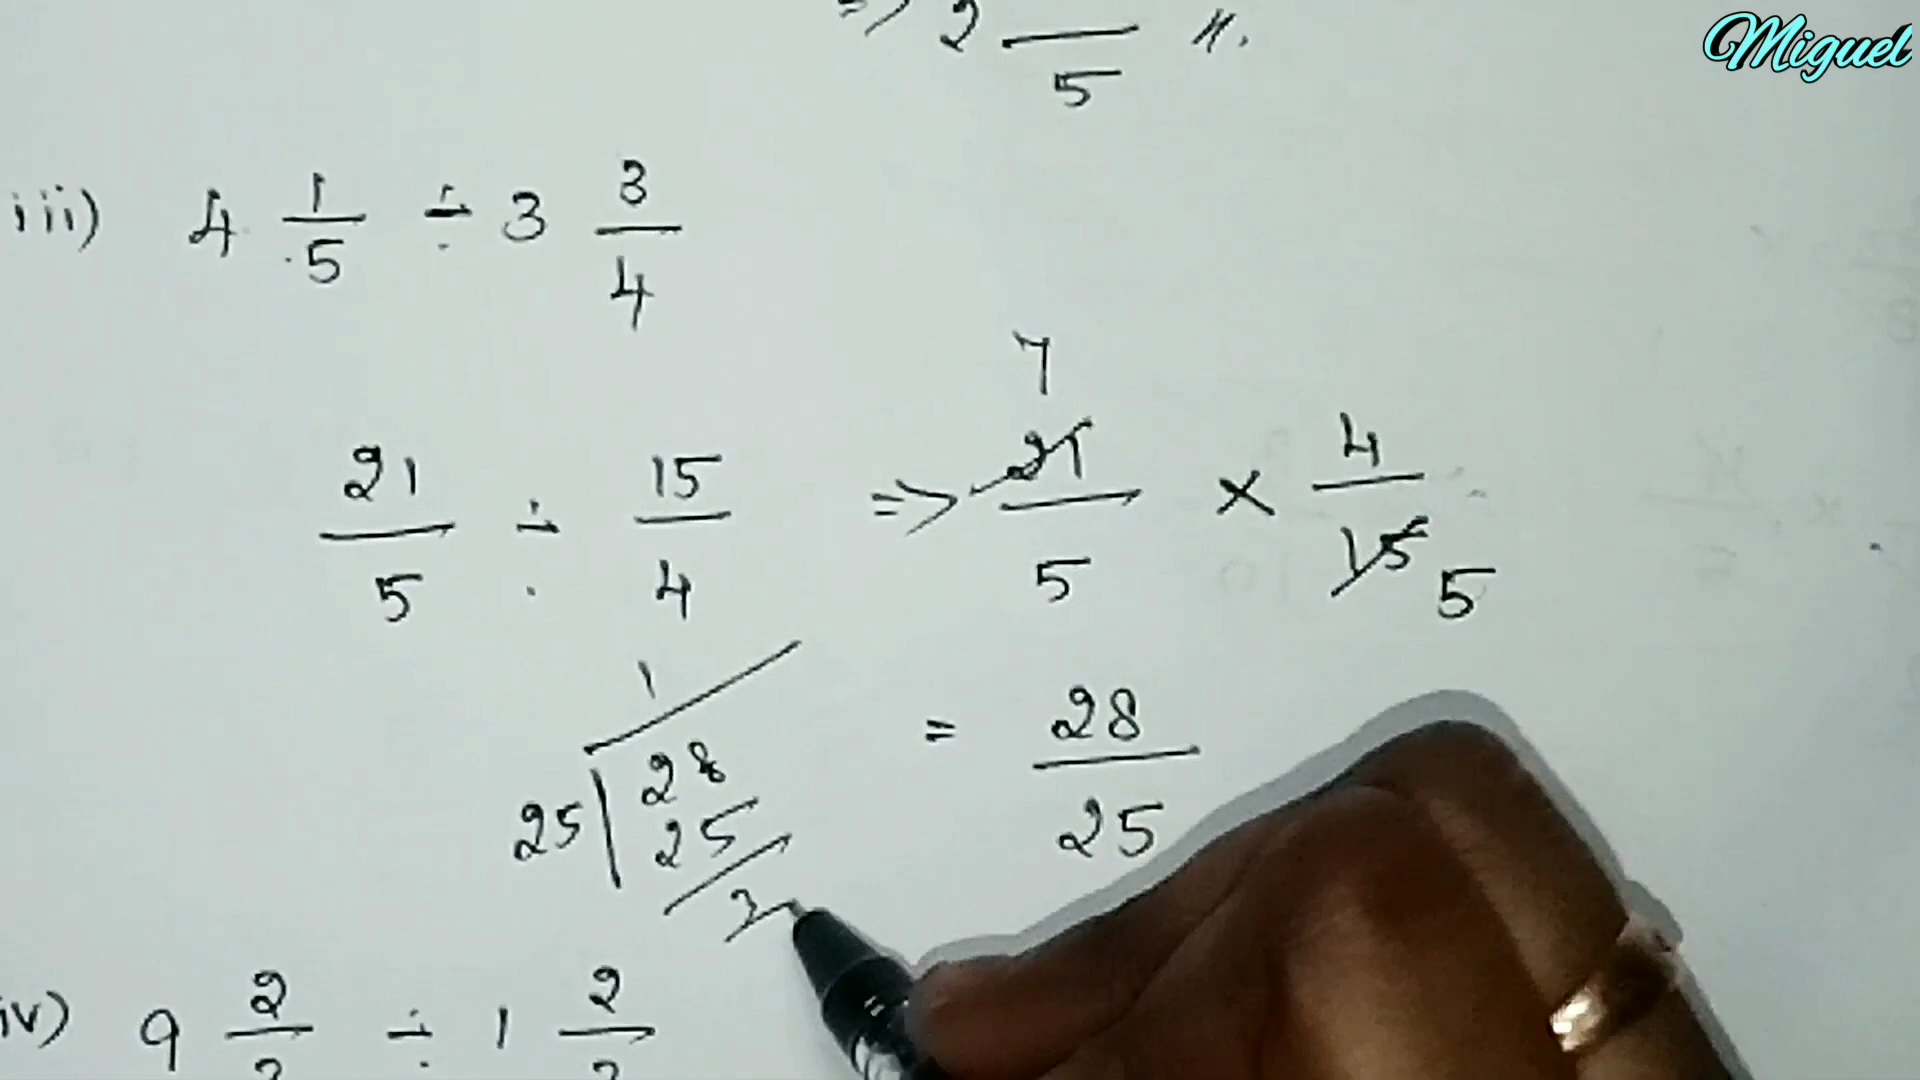 ⇒ 2 — 5 //.
Miguel
iii) 4 1/5 ÷ 3 3/4
7
21/5 ÷ 15/4 ⇒ 21/5 × 4/15 5
1
25 | 28 = 28/25
25
3
iv) 9 2/ ÷ 1 2/